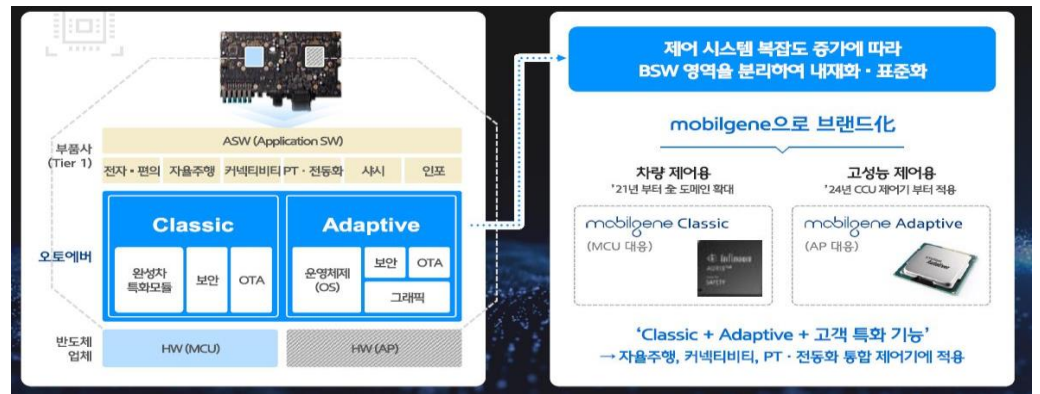 부품사
(Tier 1)
ASW (Application SW)
전자・편의 자율주행 커넥티비티 PT・전동화 샤시 인포
오토에버
Classic
완성차
특화모듈
보안
OTA
Adaptive
운영체제
(OS)
보안
OTA
그래픽
반도체
업체
HW (MCU)
HW (AP)
제어 시스템 복잡도 증가에 따라
BSW 영역을 분리하여 내재화・표준화
mobilgene으로 브랜드化
차량 제어용
'21년 부터 全 도메인 확대
mobilgene Classic
(MCU 대응)
infineon
SAFETY
고성능 제어용
'24년 CCU 제어기 부터 적용
mobilgene Adaptive
(AP 대응)
'Classic + Adaptive + 고객 특화 기능'
→ 자율주행, 커넥티비티, PT・전동화 통합 제어기에 적용